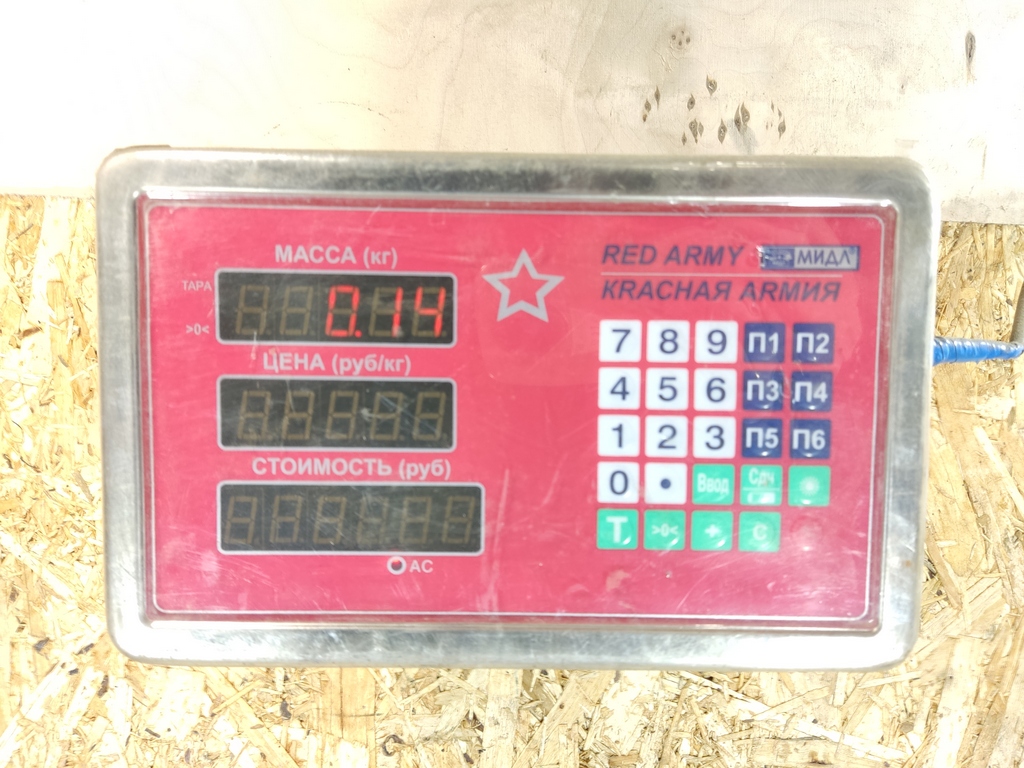 МАССА (кг)
ТАРА
0.14
>0<
ЦЕНА (руб/кг)
СТОИМОСТЬ (руб)
АС
RED ARMY МИДЛ
КRАСНАЯ АRМИЯ
7 8 9 П1 П2
4 5 6 П3 П4
1 2 3 П5 П6
0 • Ввод Сдч
Т >0< + С